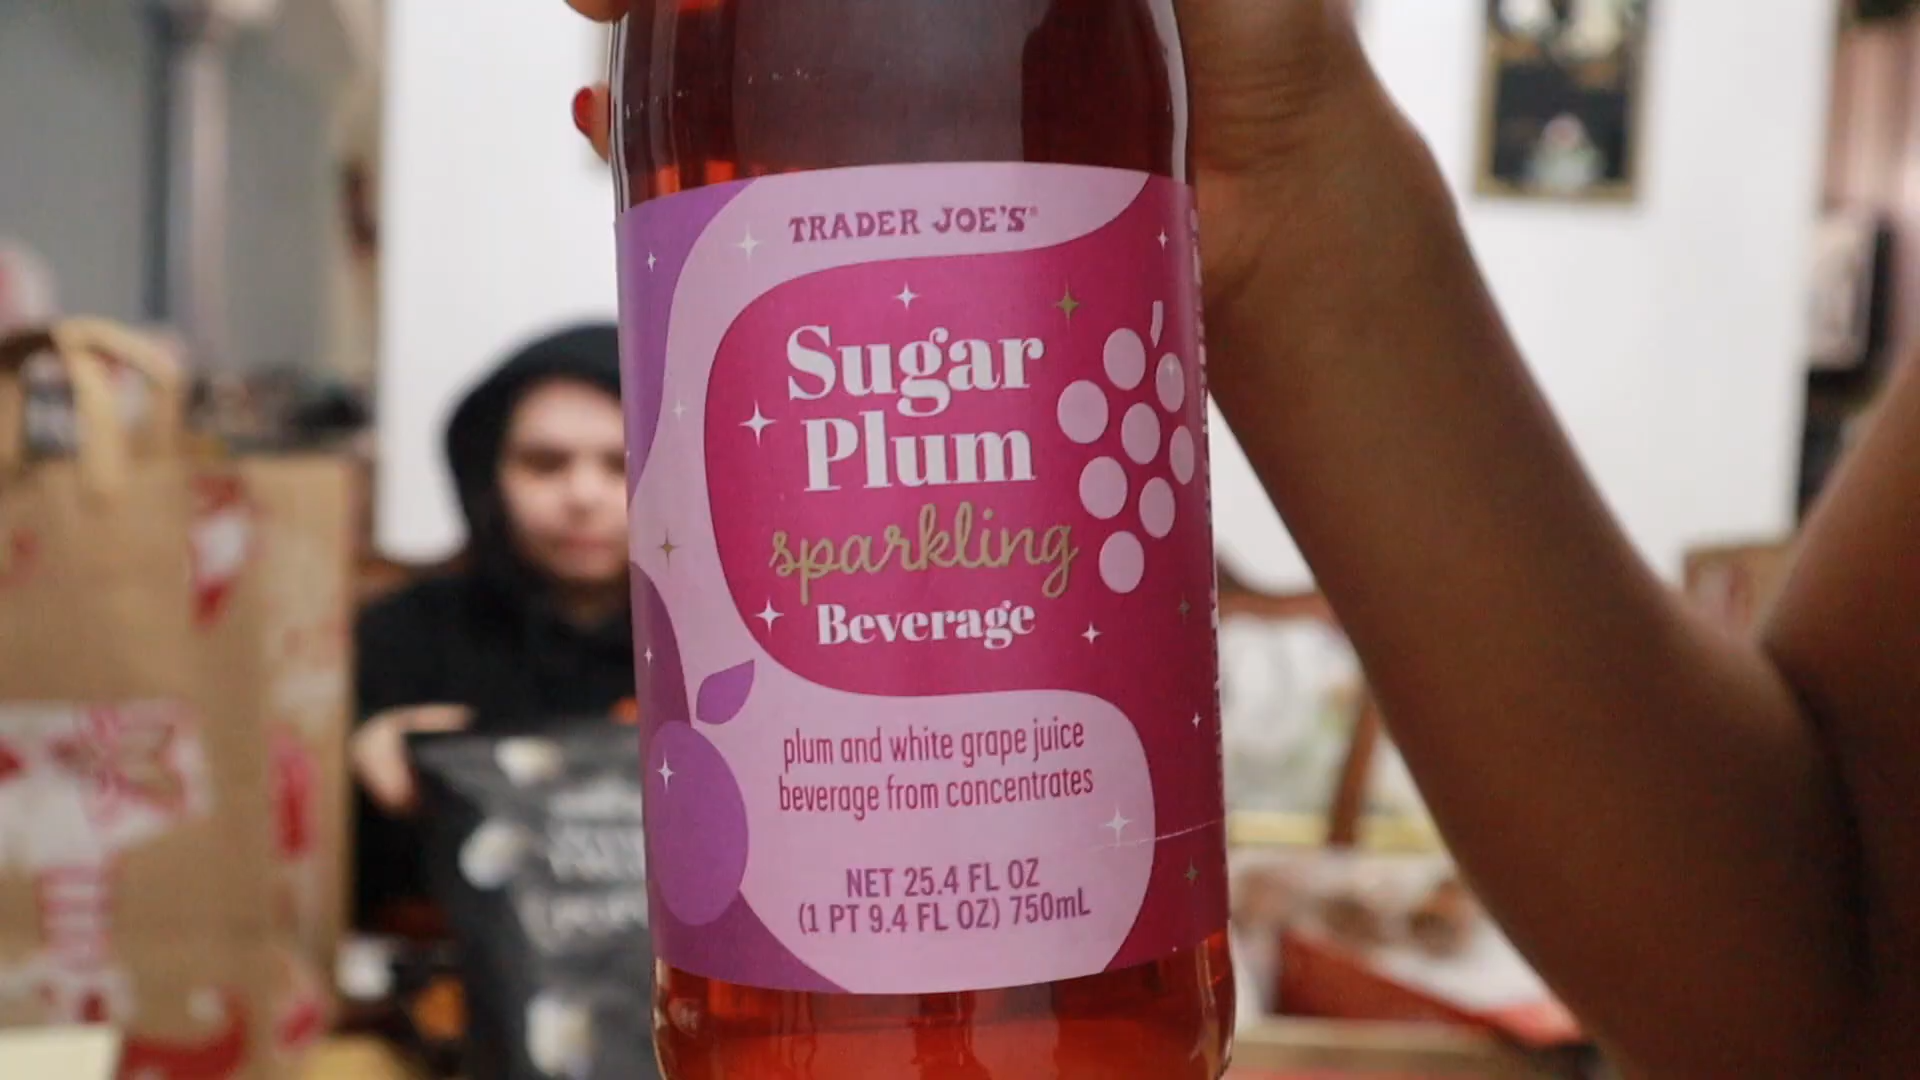 TRADER JOE'S®
Sugar
Plum
sparkling
Beverage
plum and white grape juice
beverage from concentrates
NET 25.4 FL OZ
(1 PT 9.4 FL OZ) 750mL